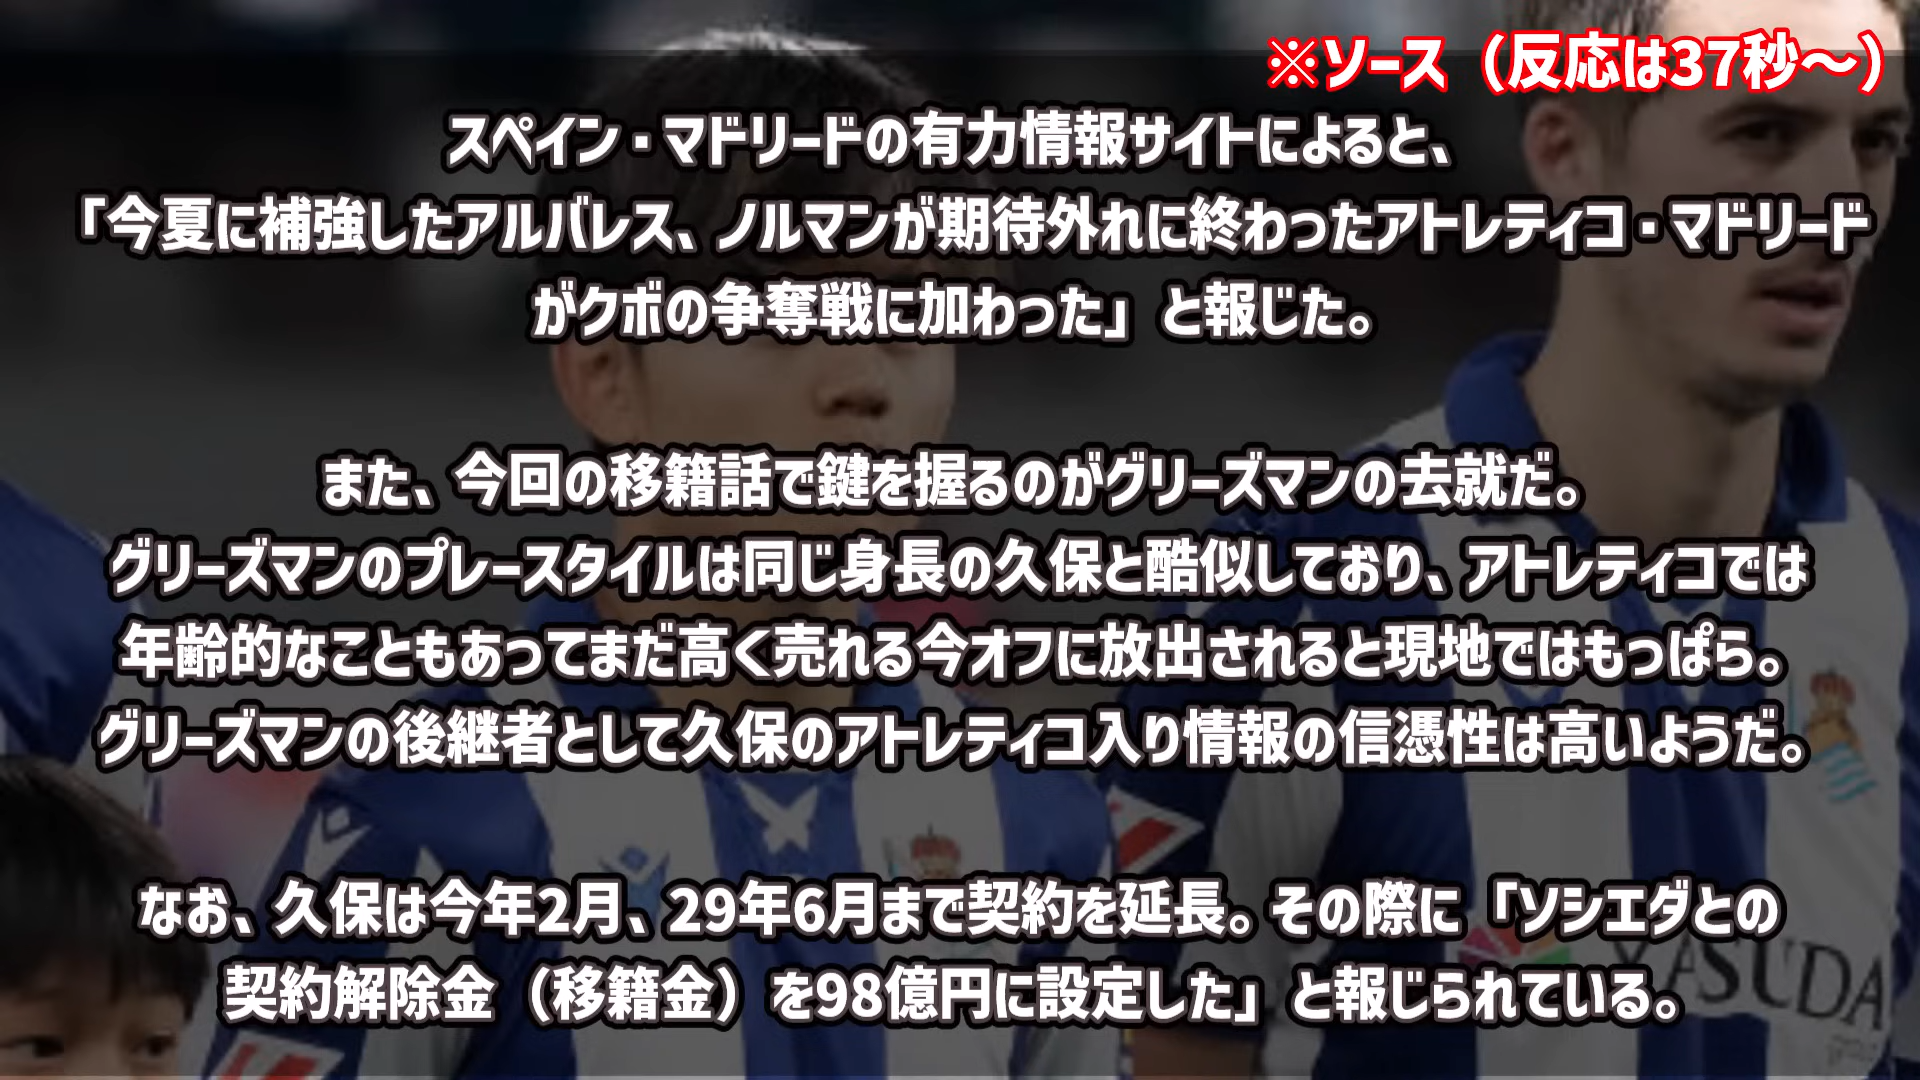 ※ソース（反応は37秒～）
スペイン・マドリードの有力情報サイトによると、
「今夏に補強したアルバレス、ノルマンが期待外れに終わったアトレティコ・マドリード
がクボの争奪戦に加わった」と報じた。
また、今回の移籍話で鍵を握るのがグリーズマンの去就だ。
グリーズマンのプレースタイルは同じ身長の久保と酷似しており、アトレティコでは
年齢的なこともあってまだ高く売れる今オフに放出されると現地ではもっぱら。
グリーズマンの後継者として久保のアトレティコ入り情報の信憑性は高いようだ。
なお、久保は今年2月、29年6月まで契約を延長。その際に「ソシエダとの
契約解除金（移籍金）を98億円に設定した」と報じられている。
YASUDA